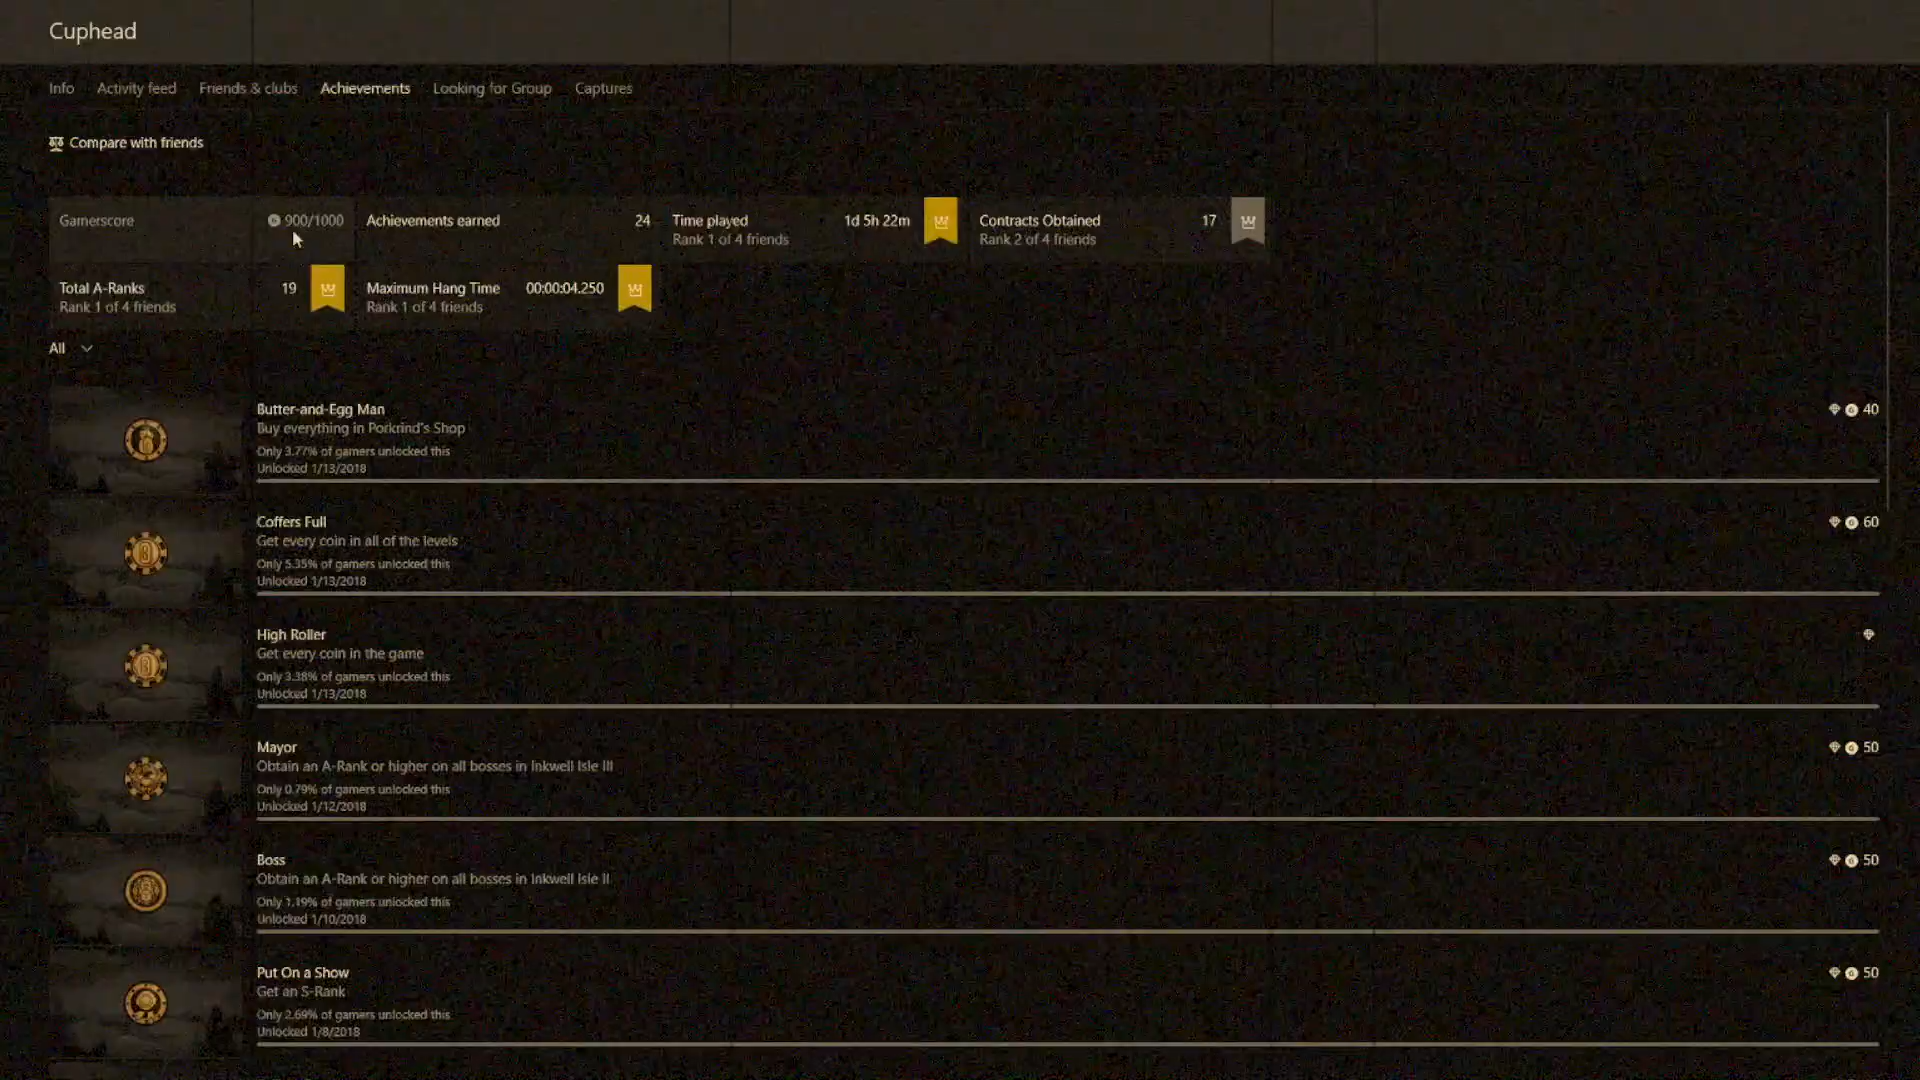 Cuphead
Info Activity feed Friends & clubs Achievements Looking for Group Captures
Compare with friends
Gamerscore 900/1000
Achievements earned 24
Time played 1d 5h 22m
Rank 1 of 4 friends
Contracts Obtained 17
Rank 2 of 4 friends
Total A-Ranks 19
Rank 1 of 4 friends
Maximum Hang Time 00:00:04.250
Rank 1 of 4 friends
All
Butter-and-Egg Man 40
Buy everything in Porkrind's Shop
Only 3.77% of gamers unlocked this
Unlocked 1/13/2018
Coffers Full 60
Get every coin in all of the levels
Only 5.35% of gamers unlocked this
Unlocked 1/13/2018
High Roller
Get every coin in the game
Only 3.38% of gamers unlocked this
Unlocked 1/13/2018
Mayor 50
Obtain an A-Rank or higher on all bosses in Inkwell Isle III
Only 0.79% of gamers unlocked this
Unlocked 1/12/2018
Boss 50
Obtain an A-Rank or higher on all bosses in Inkwell Isle II
Only 1.19% of gamers unlocked this
Unlocked 1/10/2018
Put On a Show 50
Get an S-Rank
Only 2.69% of gamers unlocked this
Unlocked 1/8/2018